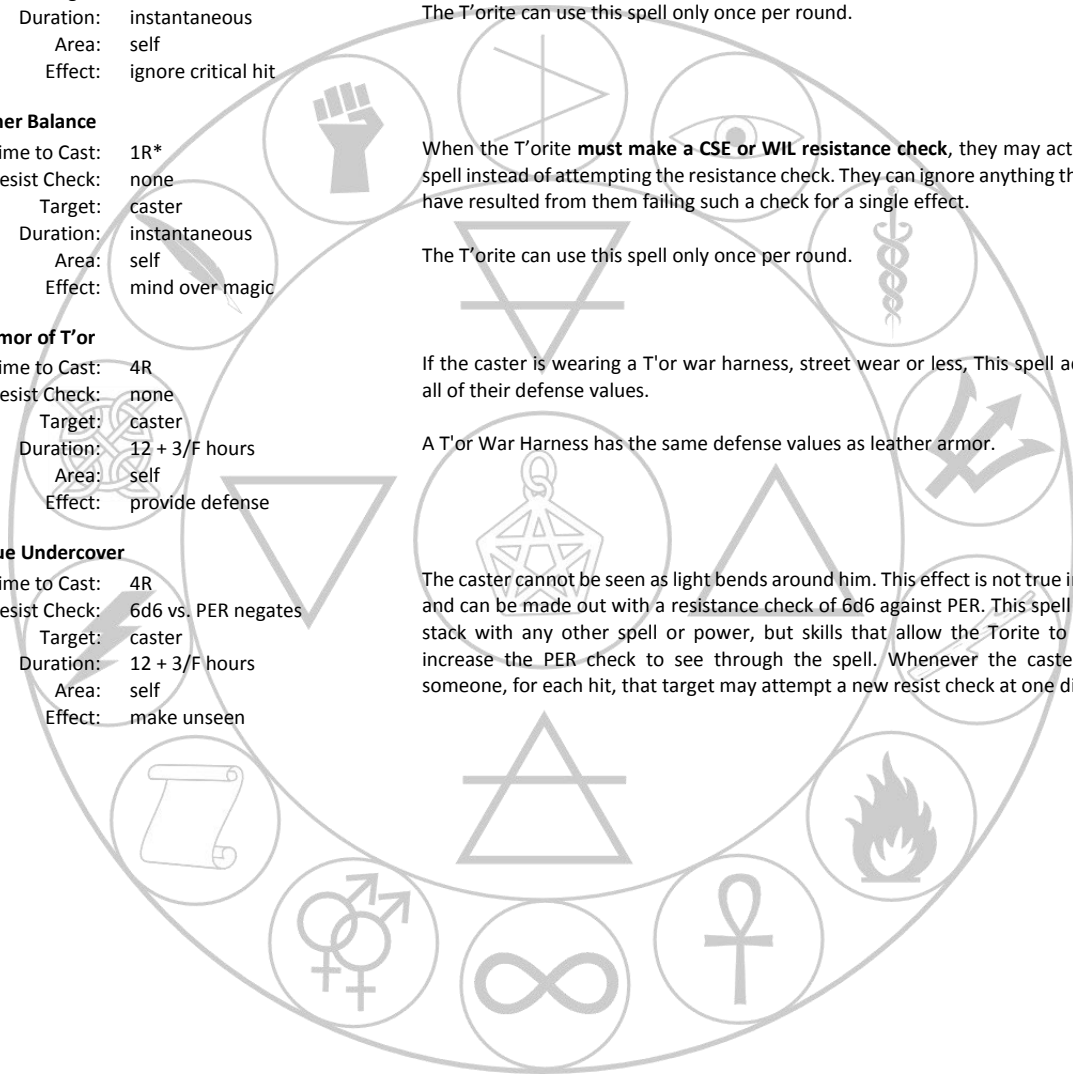 Duration: instantaneous
Area: self
Effect: ignore critical hit
The T'orite can use this spell only once per round.
ner Balance
ime to Cast: 1R*
esist Check: none
Target: caster
Duration: instantaneous
Area: self
Effect: mind over magic
When the T'orite must make a CSE or WIL resistance check, they may act
spell instead of attempting the resistance check. They can ignore anything th
have resulted from them failing such a check for a single effect.
The T'orite can use this spell only once per round.
mor of T'or
ime to Cast: 4R
esist Check: none
Target: caster
Duration: 12 + 3/F hours
Area: self
Effect: provide defense
If the caster is wearing a T'or war harness, street wear or less, This spell ad
all of their defense values.
A T'or War Harness has the same defense values as leather armor.
ue Undercover
ime to Cast: 4R
esist Check: 6d6 vs. PER negates
Target: caster
Duration: 12 + 3/F hours
Area: self
Effect: make unseen
The caster cannot be seen as light bends around him. This effect is not true in
and can be made out with a resistance check of 6d6 against PER. This spell
stack with any other spell or power, but skills that allow the Torite to
increase the PER check to see through the spell. Whenever the caste
someone, for each hit, that target may attempt a new resist check at one di